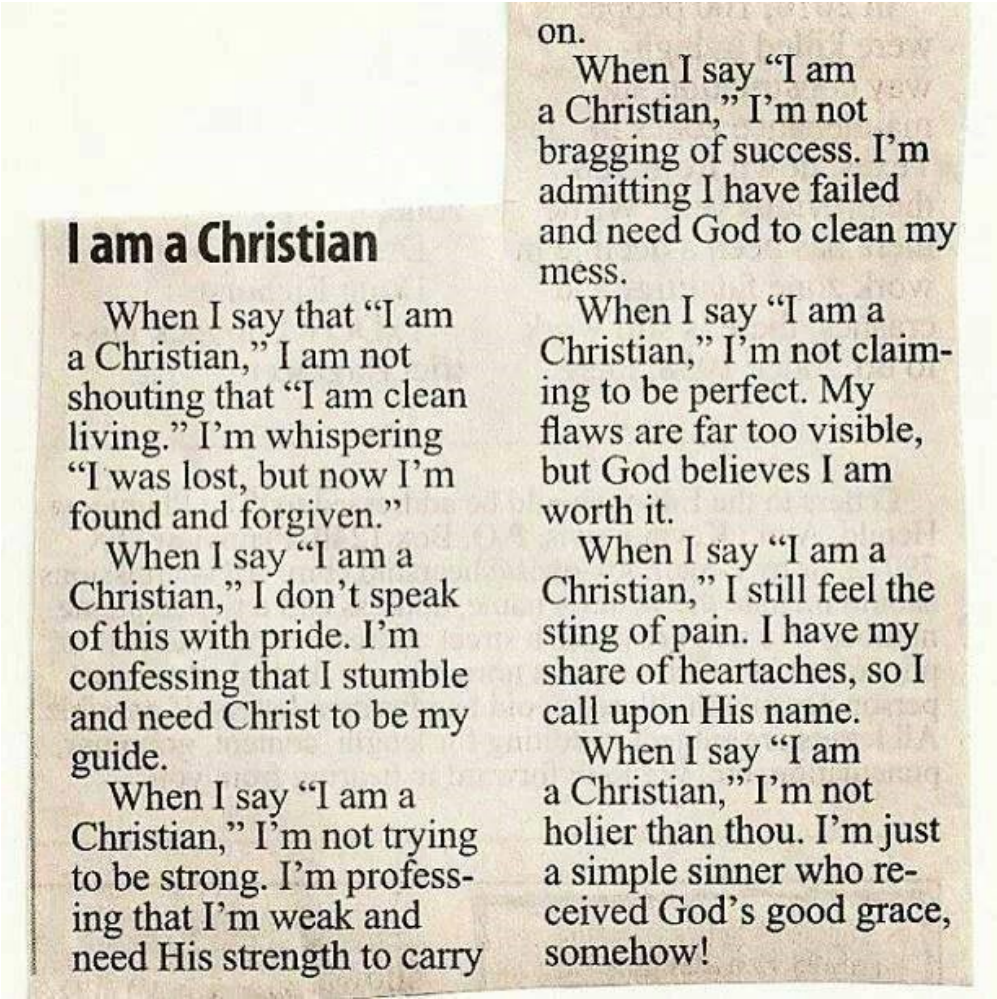 I am a Christian
When I say that “I am
a Christian,” I am not
shouting that “I am clean
living.” I’m whispering
“I was lost, but now I’m
found and forgiven.”
When I say “I am a
Christian,” I don’t speak
of this with pride. I’m
confessing that I stumble
and need Christ to be my
guide.
When I say “I am a
Christian,” I’m not trying
to be strong. I’m profess-
ing that I’m weak and
need His strength to carry
on.
When I say “I am
a Christian,” I’m not
bragging of success. I’m
admitting I have failed
and need God to clean my
mess.
When I say “I am a
Christian,” I’m not claim-
ing to be perfect. My
flaws are far too visible,
but God believes I am
worth it.
When I say “I am a
Christian,” I still feel the
sting of pain. I have my
share of heartaches, so I
call upon His name.
When I say “I am
a Christian,” I’m not
holier than thou. I’m just
a simple sinner who re-
ceived God’s good grace,
somehow!